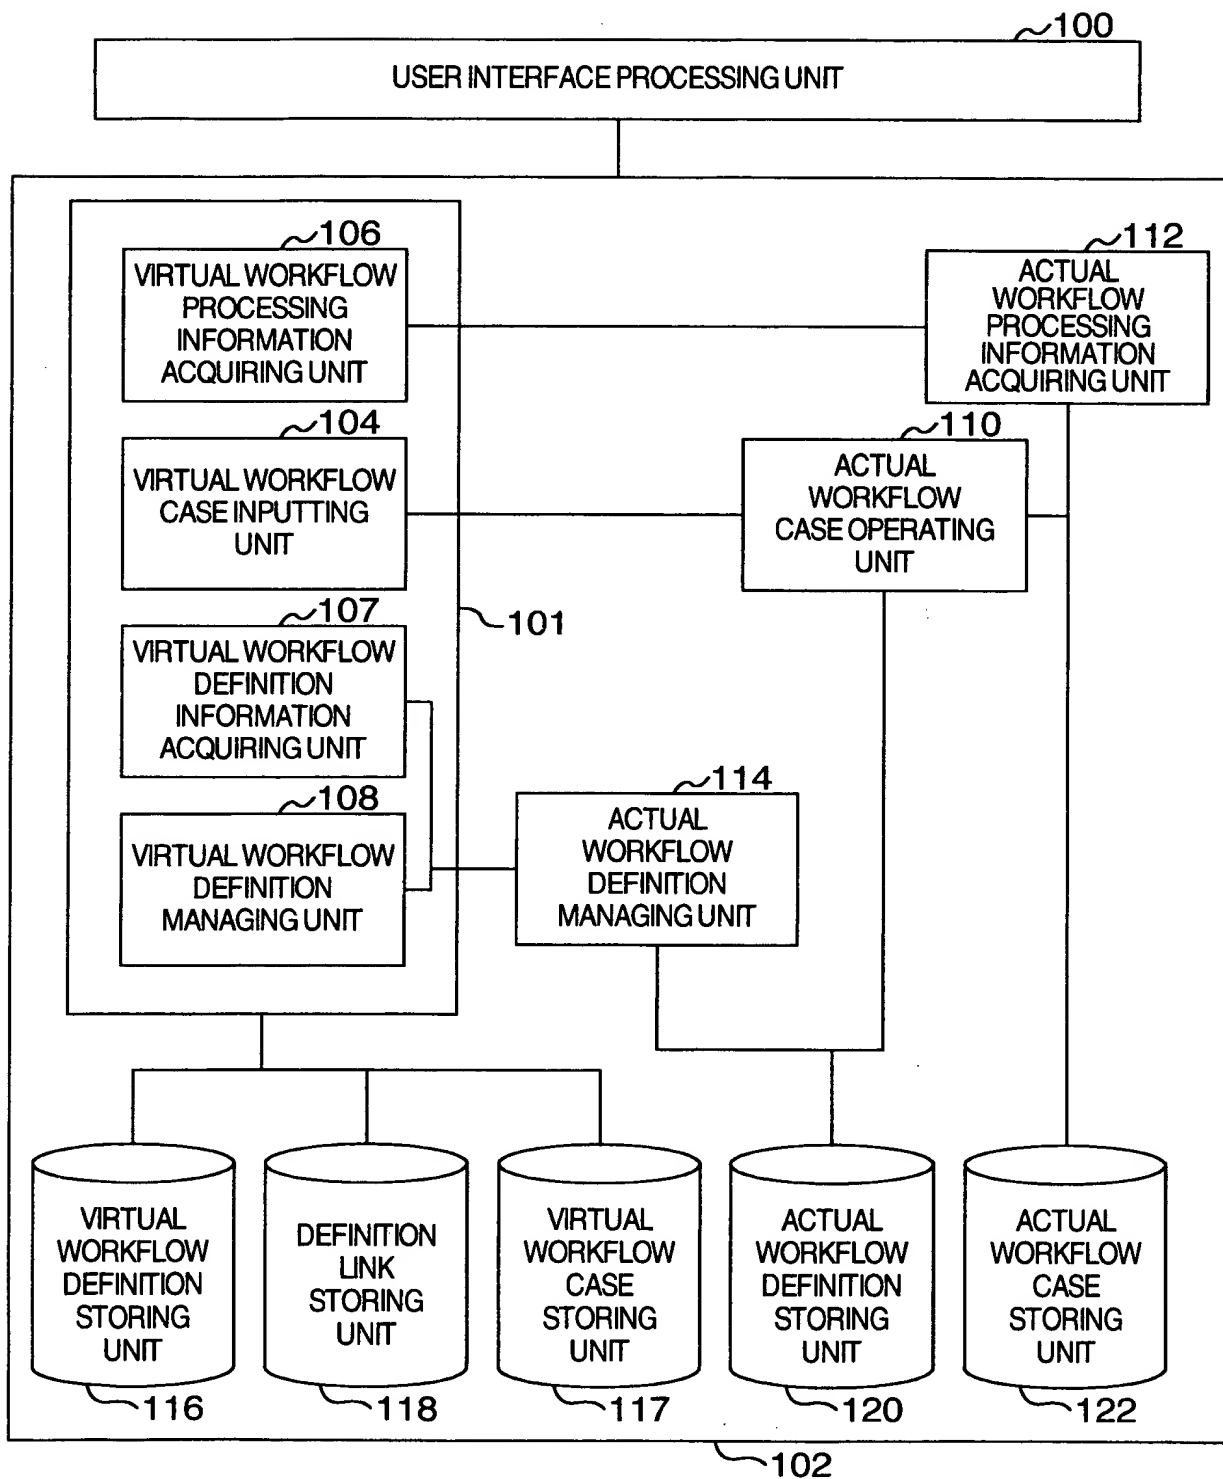 100
USER INTERFACE PROCESSING UNIT
106
VIRTUAL WORKFLOW
PROCESSING
INFORMATION
ACQUIRING UNIT
112
ACTUAL
WORKFLOW
PROCESSING
INFORMATION
ACQUIRING UNIT
104
VIRTUAL WORKFLOW
CASE INPUTTING
UNIT
110
ACTUAL
WORKFLOW
CASE OPERATING
UNIT
107
VIRTUAL WORKFLOW
DEFINITION
INFORMATION
ACQUIRING UNIT
101
108
VIRTUAL WORKFLOW
DEFINITION
MANAGING UNIT
114
ACTUAL
WORKFLOW
DEFINITION
MANAGING UNIT
VIRTUAL
WORKFLOW
DEFINITION
STORING
UNIT
116
DEFINITION
LINK
STORING
UNIT
118
VIRTUAL
WORKFLOW
CASE
STORING
UNIT
117
ACTUAL
WORKFLOW
DEFINITION
STORING
UNIT
120
ACTUAL
WORKFLOW
CASE
STORING
UNIT
122
102